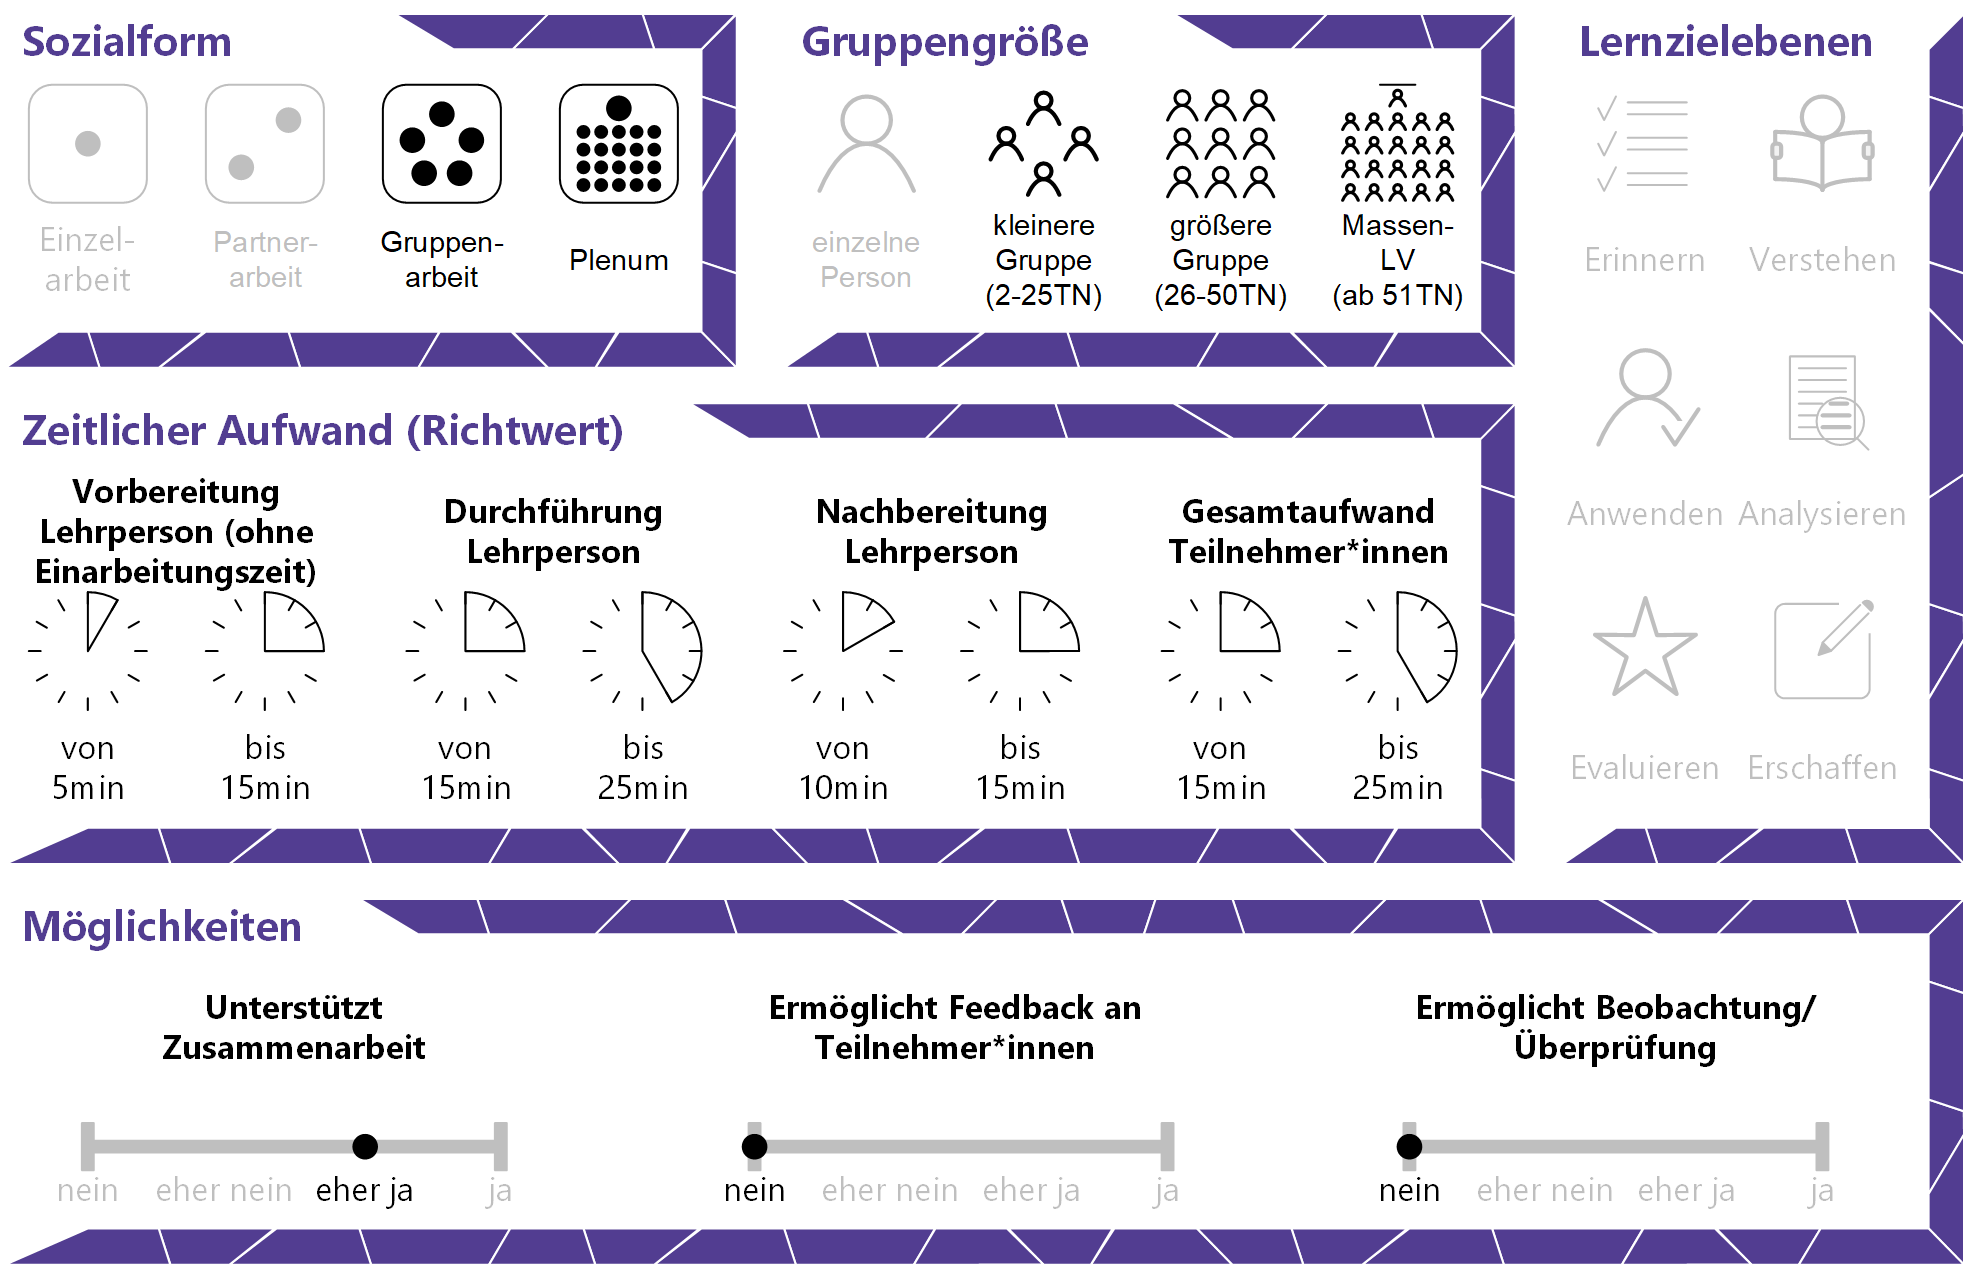 Sozialform
Einzel-
arbeit
Partner-
arbeit
Gruppen-
arbeit
Plenum
Gruppengröße
einzelne
Person
kleinere
Gruppe
(2-25TN)
größere
Gruppe
(26-50TN)
Massen-
LV
(ab 51TN)
Lernzielebenen
Erinnern
Verstehen
Anwenden
Analysieren
Evaluieren
Erschaffen
Zeitlicher Aufwand (Richtwert)
Vorbereitung
Lehrperson (ohne
Einarbeitungszeit)
von
5min
bis
15min
Durchführung
Lehrperson
von
15min
bis
25min
Nachbereitung
Lehrperson
von
10min
bis
15min
Gesamtaufwand
Teilnehmer*innen
von
15min
bis
25min
Möglichkeiten
Unterstützt
Zusammenarbeit
nein eher nein eher ja ja
Ermöglicht Feedback an
Teilnehmer*innen
nein eher nein eher ja ja
Ermöglicht Beobachtung/
Überprüfung
nein eher nein eher ja ja